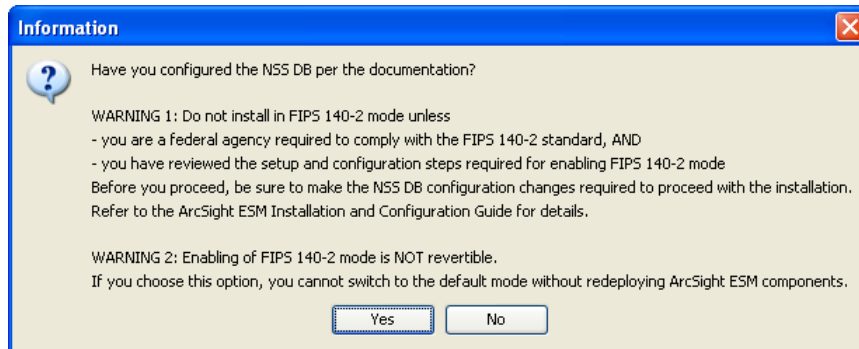 Information
Have you configured the NSS DB per the documentation?
WARNING 1: Do not install in FIPS 140-2 mode unless
- you are a federal agency required to comply with the FIPS 140-2 standard, AND
- you have reviewed the setup and configuration steps required for enabling FIPS 140-2 mode
Before you proceed, be sure to make the NSS DB configuration changes required to proceed with the installation.
Refer to the ArcSight ESM Installation and Configuration Guide for details.
WARNING 2: Enabling of FIPS 140-2 mode is NOT revertible.
If you choose this option, you cannot switch to the default mode without redeploying ArcSight ESM components.
Yes No